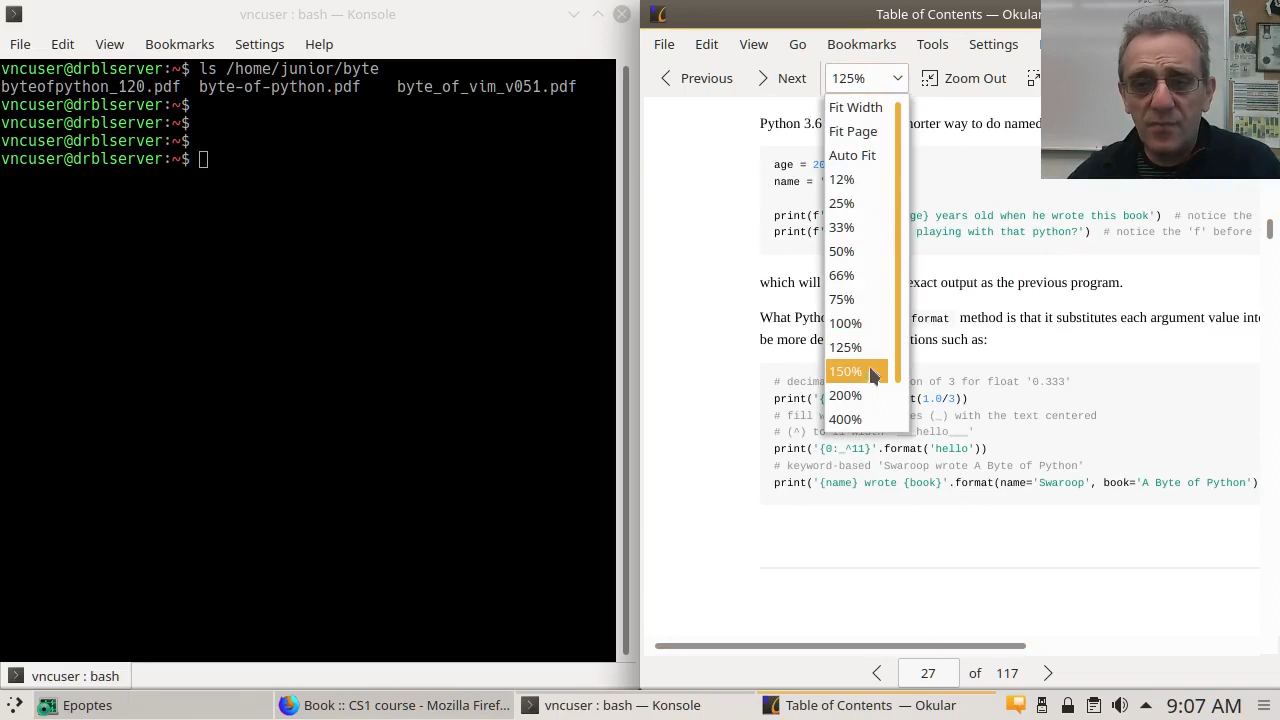 vncuser : bash — Konsole
File Edit View Bookmarks Settings Help
vncuser@drblserver:~$ ls /home/junior/byte
byteofpython_120.pdf byte-of-python.pdf byte_of_vim_v051.pdf
vncuser@drblserver:~$
vncuser@drblserver:~$
vncuser@drblserver:~$
vncuser@drblserver:~$
vncuser : bash
Table of Contents — Okular
File Edit View Go Bookmarks Tools Settings
Previous Next 125% Zoom Out
Fit Width
Fit Page
Auto Fit
12%
25%
33%
50%
66%
75%
100%
125%
150%
200%
400%
Python 3.6 horter way to do named
age = 20
name = '
print(f' ge} years old when he wrote this book') # notice the
print(f' playing with that python?') # notice the 'f' before
which will exact output as the previous program.
What Pyth format method is that it substitutes each argument value into
be more de tions such as:
# decima on of 3 for float '0.333'
print('{ t(1.0/3))
# fill w es (_) with the text centered
# (^) to 11 width '___hello___'
print('{0:_^11}'.format('hello'))
# keyword-based 'Swaroop wrote A Byte of Python'
print('{name} wrote {book}'.format(name='Swaroop', book='A Byte of Python')
27 of 117
Epoptes Book :: CS1 course - Mozilla Firef... vncuser : bash — Konsole Table of Contents — Okular 9:07 AM